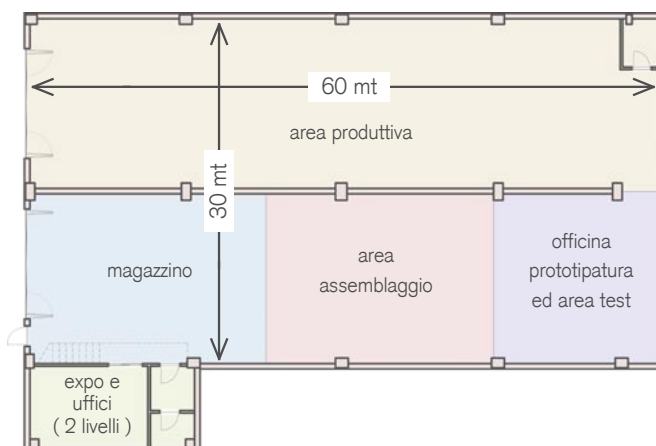 60 mt
area produttiva
30 mt
magazzino
area
assemblaggio
officina
prototipatura
ed area test
expo e
uffici
( 2 livelli )